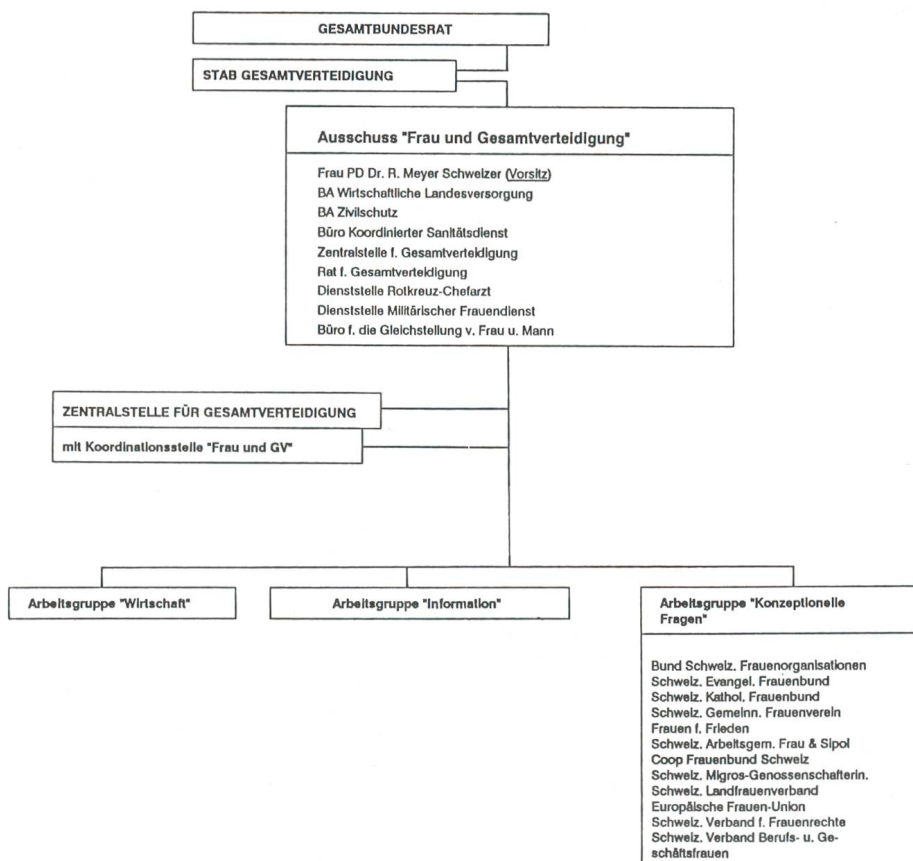 GESAMTBUNDESRAT
STAB GESAMTVERTEIDIGUNG
Ausschuss "Frau und Gesamtverteidigung"
Frau PD Dr. R. Meyer Schweizer (Vorsitz)
BA Wirtschaftliche Landesversorgung
BA Zivilschutz
Büro Koordinierter Sanitätsdienst
Zentralstelle f. Gesamtverteidigung
Rat f. Gesamtverteidigung
Dienststelle Rotkreuz-Chefarzt
Dienststelle Militärischer Frauendienst
Büro f. die Gleichstellung v. Frau u. Mann
ZENTRALSTELLE FÜR GESAMTVERTEIDIGUNG
mit Koordinationsstelle "Frau und GV"
Arbeitsgruppe "Wirtschaft"
Arbeitsgruppe "Information"
Arbeitsgruppe "Konzeptionelle
Fragen"
Bund Schweiz. Frauenorganisationen
Schweiz. Evangel. Frauenbund
Schweiz. Kathol. Frauenbund
Schweiz. Gemeinn. Frauenverein
Frauen f. Frieden
Schweiz. Arbeitsgem. Frau & Sipol
Coop Frauenbund Schweiz
Schweiz. Migros-Genossenschafterin.
Schweiz. Landfrauenverband
Europäische Frauen-Union
Schweiz. Verband f. Frauenrechte
Schweiz. Verband Berufs- u. Ge-
schäftsfrauen